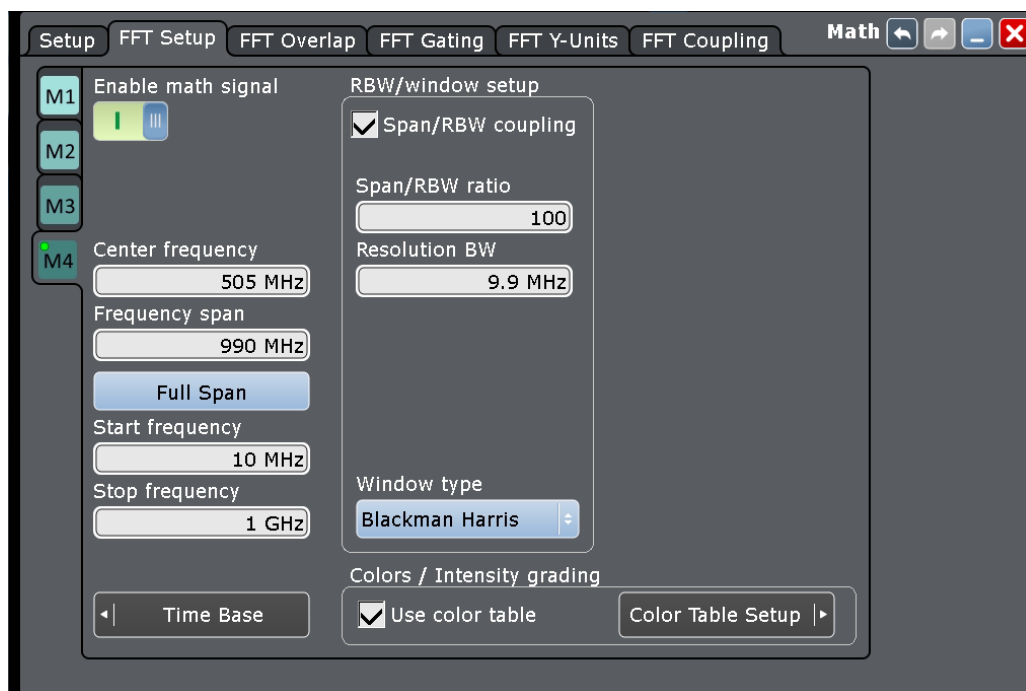 Setup FFT Setup FFT Overlap FFT Gating FFT Y-Units FFT Coupling Math
M1
M2
M3
M4
Enable math signal
Center frequency
505 MHz
Frequency span
990 MHz
Full Span
Start frequency
10 MHz
Stop frequency
1 GHz
Time Base
RBW/window setup
Span/RBW coupling
Span/RBW ratio
100
Resolution BW
9.9 MHz
Window type
Blackman Harris
Colors / Intensity grading
Use color table Color Table Setup